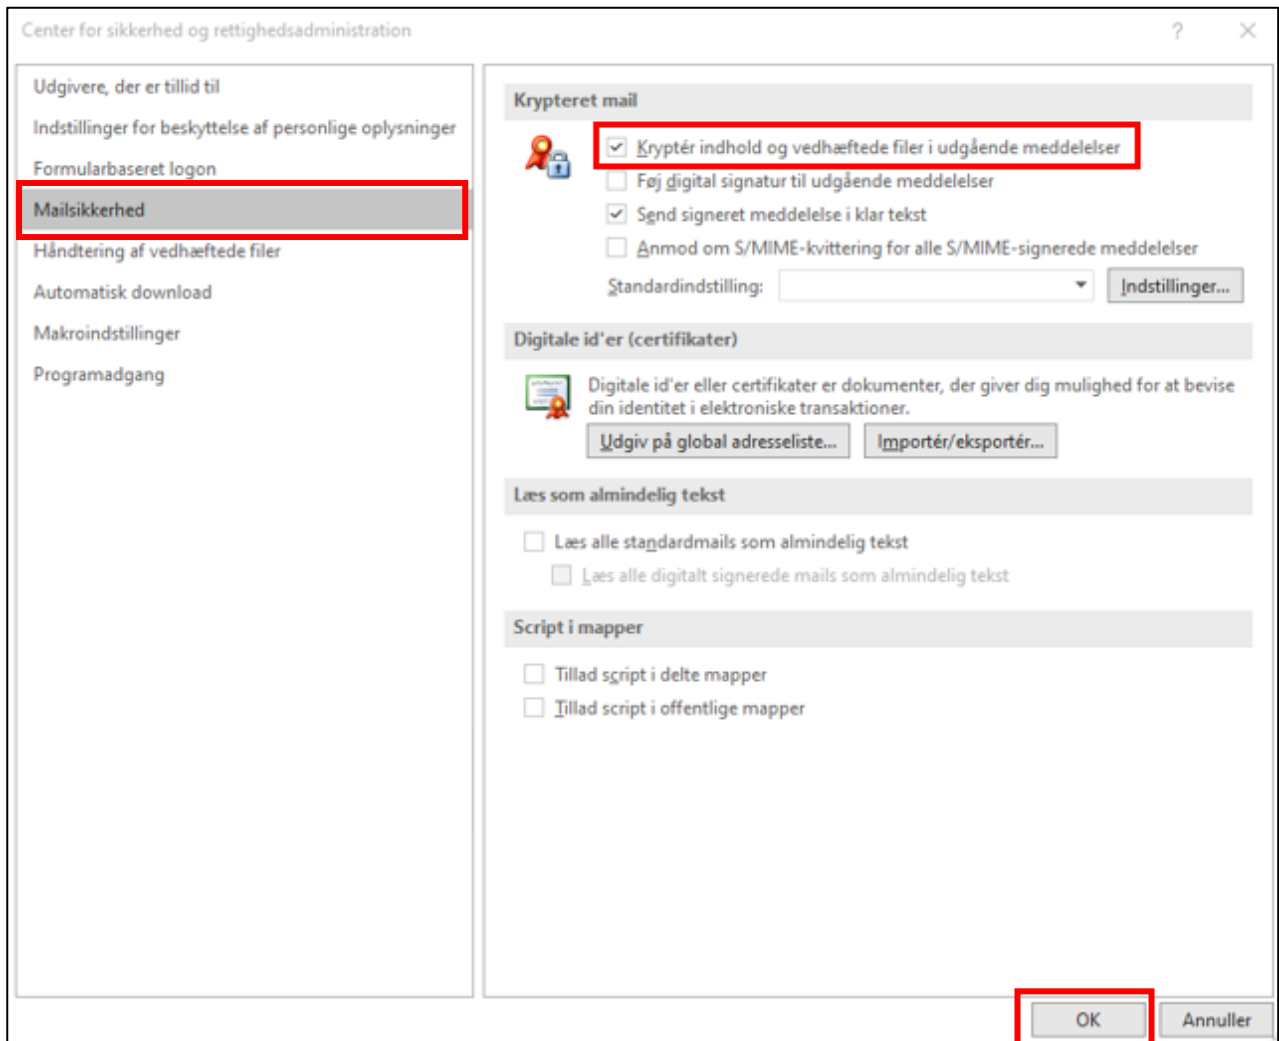 Center for sikkerhed og rettighedsadministration
?
Udgivere, der er tillid til
Indstillinger for beskyttelse af personlige oplysninger
Formularbaseret logon
Mailsikkerhed
Håndtering af vedhæftede filer
Automatisk download
Makroindstillinger
Programadgang
Krypteret mail
Kryptér indhold og vedhæftede filer i udgående meddelelser
Føj digital signatur til udgående meddelelser
Send signeret meddelelse i klar tekst
Anmod om S/MIME-kvittering for alle S/MIME-signerede meddelelser
Standardindstilling:
Indstillinger...
Digitale id'er (certifikater)
Digitale id'er eller certifikater er dokumenter, der giver dig mulighed for at bevise
din identitet i elektroniske transaktioner.
Udgiv på global adresseliste...
Importér/eksportér...
Læs som almindelig tekst
Læs alle standardmails som almindelig tekst
Læs alle digitalt signerede mails som almindelig tekst
Script i mapper
Tillad script i delte mapper
Tillad script i offentlige mapper
OK
Annuller